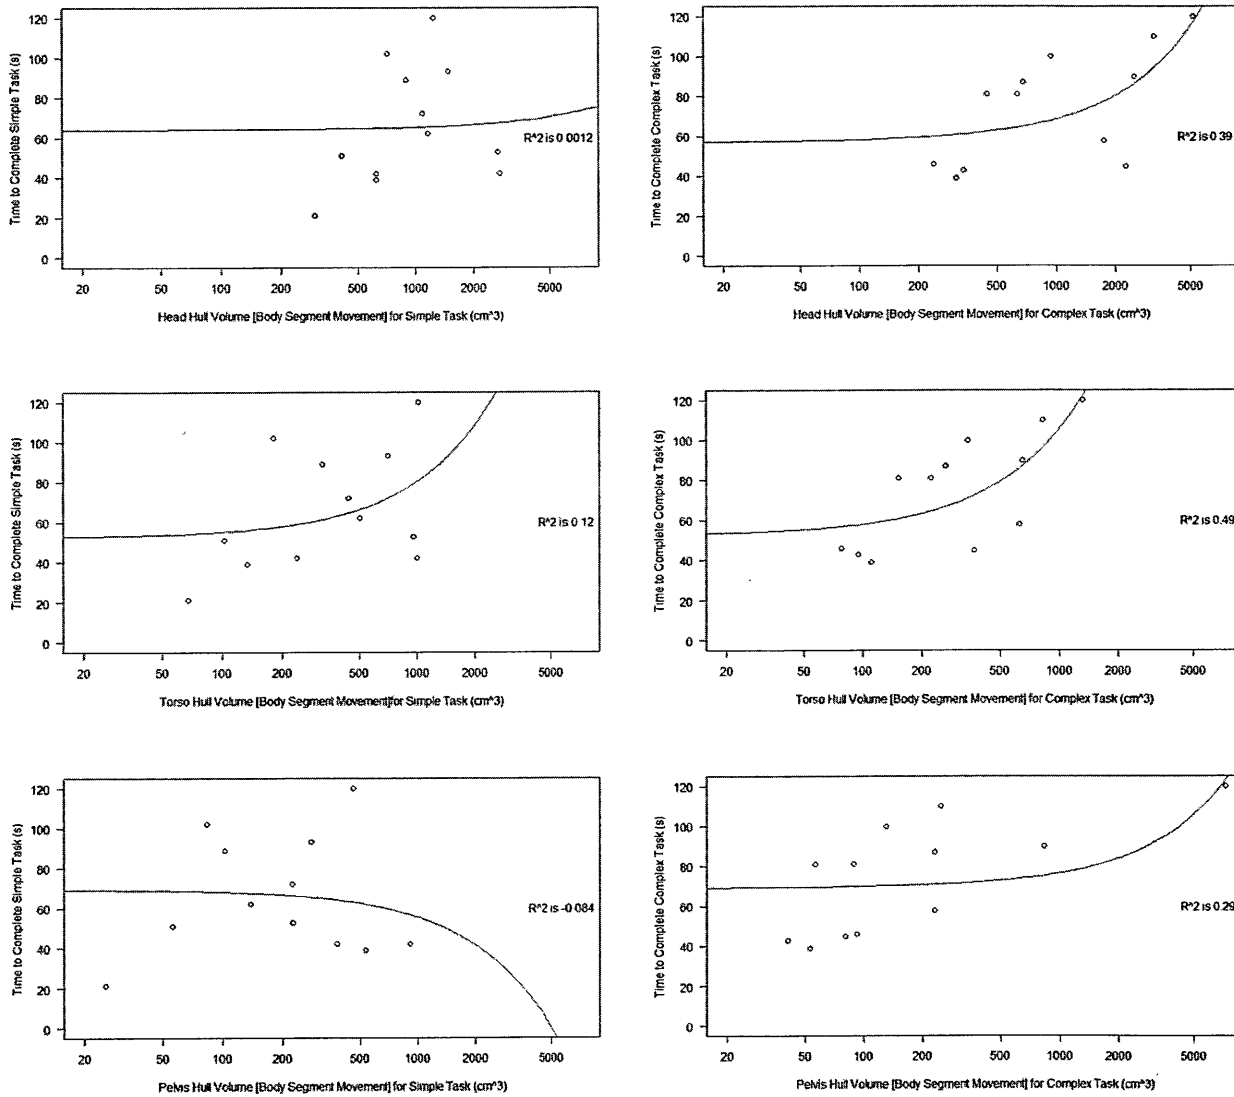 Time to Complete Simple Task (s)
120
100
80
60
40
20
0
R^2 is 0 0012
20 50 100 200 500 1000 2000 5000
Head Hull Volume [Body Segment Movement] for Simple Task (cm^3)
Time to Complete Complex Task (s)
120
100
80
60
40
20
0
R^2 is 0 39
20 50 100 200 500 1000 2000 5000
Head Hull Volume [Body Segment Movement] for Complex Task (cm^3)
Time to Complete Simple Task (s)
120
100
80
60
40
20
0
R^2 is 0 12
20 50 100 200 500 1000 2000 5000
Torso Hull Volume [Body Segment Movement]for Simple Task (cm^3)
Time to Complete Complex Task (s)
120
100
80
60
40
20
0
R^2 is 0.49
20 50 100 200 500 1000 2000 5000
Torso Hull Volume [Body Segment Movement] for Complex Task (cm^3)
Time to Complete Simple Task (s)
120
100
80
60
40
20
0
R^2 is -0 084
20 50 100 200 500 1000 2000 5000
Pelvis Hull Volume [Body Segment Movement] for Simple Task (cm^3)
Time to Complete Complex Task (s)
120
100
80
60
40
20
0
R^2 is 0.29
20 50 100 200 500 1000 2000 5000
Pelvis Hull Volume [Body Segment Movement] for Complex Task (cm^3)